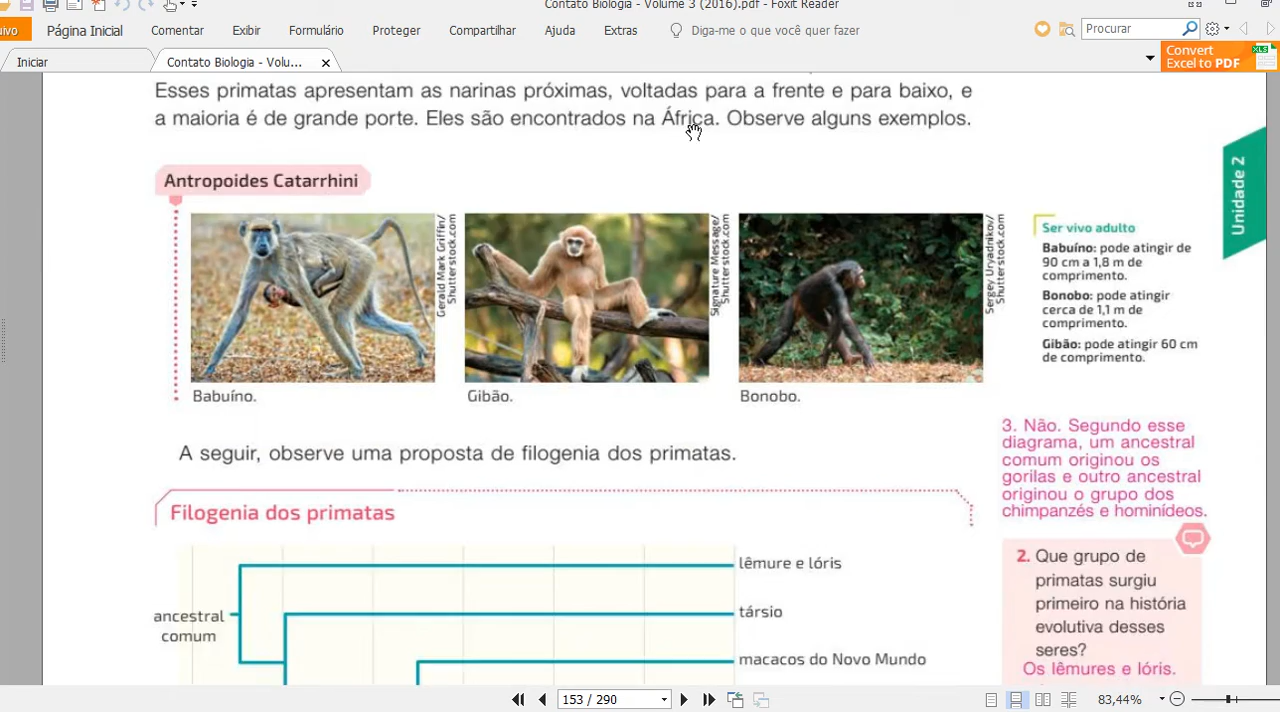 Contato Biologia - Volume 3 (2016).pdf - Foxit Reader
Página Inicial
Comentar
Exibir
Formulário
Proteger
Compartilhar
Ajuda
Extras
Diga-me o que você quer fazer
Procurar
Iniciar
Contato Biologia - Volu...
Convert
Excel to PDF
XLS
Esses primatas apresentam as narinas próximas, voltadas para a frente e para baixo, e
a maioria é de grande porte. Eles são encontrados na África. Observe alguns exemplos.
Unidade 2
Antropoides Catarrhini
Gerald Mark Griffin/
Shutterstock.com
Signature Message/
Shutterstock.com
Sergey Uryadnikov/
Shutterstock.com
Babuíno.
Gibão.
Bonobo.
Ser vivo adulto
Babuíno: pode atingir de
90 cm a 1,8 m de
comprimento.
Bonobo: pode atingir
cerca de 1,1 m de
comprimento.
Gibão: pode atingir 60 cm
de comprimento.
A seguir, observe uma proposta de filogenia dos primatas.
3. Não. Segundo esse
diagrama, um ancestral
comum originou os
gorilas e outro ancestral
originou o grupo dos
chimpanzés e hominídeos.
Filogenia dos primatas
lêmure e lóris
társio
ancestral
comum
macacos do Novo Mundo
2. Que grupo de
primatas surgiu
primeiro na história
evolutiva desses
seres?
Os lêmures e lóris.
153 / 290
83,44%